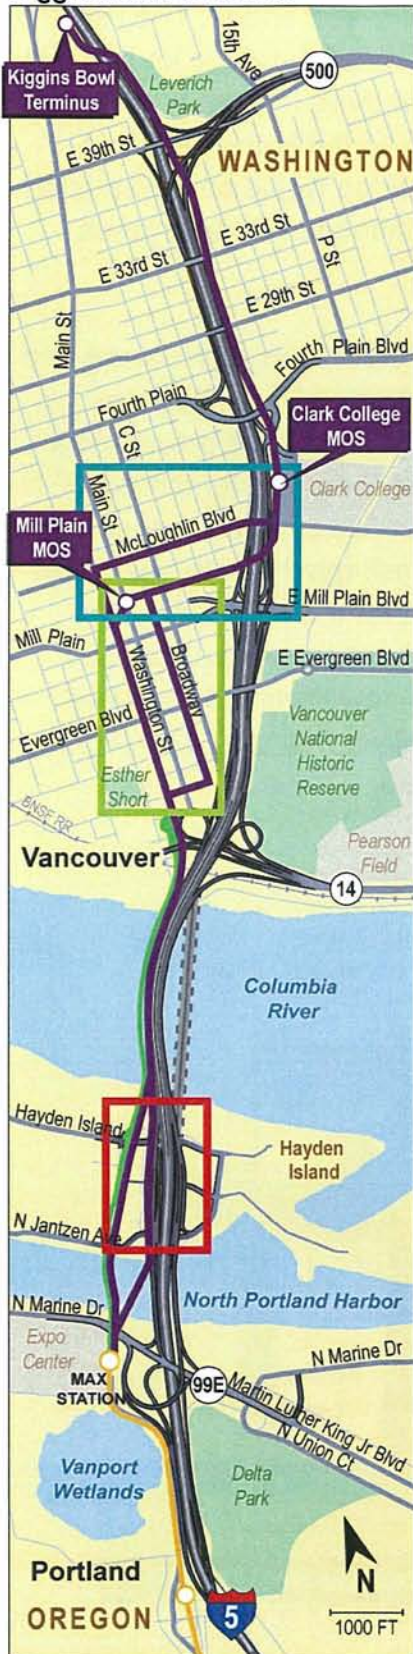 15th Ave
Kiggins Bowl
Terminus
Leverich
Park
500
E 39th St
WASHINGTON
E 33rd St
P St
E 33rd St
E 29th St
Main St
Fourth Plain Blvd
Fourth Plain
C St
Clark College
MOS
Main St
Clark College
Mill Plain
MOS
McLoughlin Blvd
E Mill Plain Blvd
Mill Plain
Washington St
Broadway
E Evergreen Blvd
Evergreen Blvd
Vancouver
National
Historic
Reserve
Esther
Short
BNSF RR
Vancouver
Pearson
Field
14
Columbia
River
Hayden Island
Hayden
Island
N Jantzen Ave
North Portland Harbor
N Marine Dr
Expo
Center
N Marine Dr
MAX
STATION
99E
Martin Luther King Jr Blvd
N Union Ct
Vanport
Wetlands
Delta
Park
Portland
N
OREGON
5
1000 FT